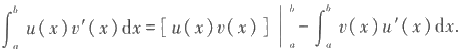 ∫_a^b u(x)v′(x)dx=[u(x)v(x)]|_a^b-∫_a^b v(x)u′(x)dx.